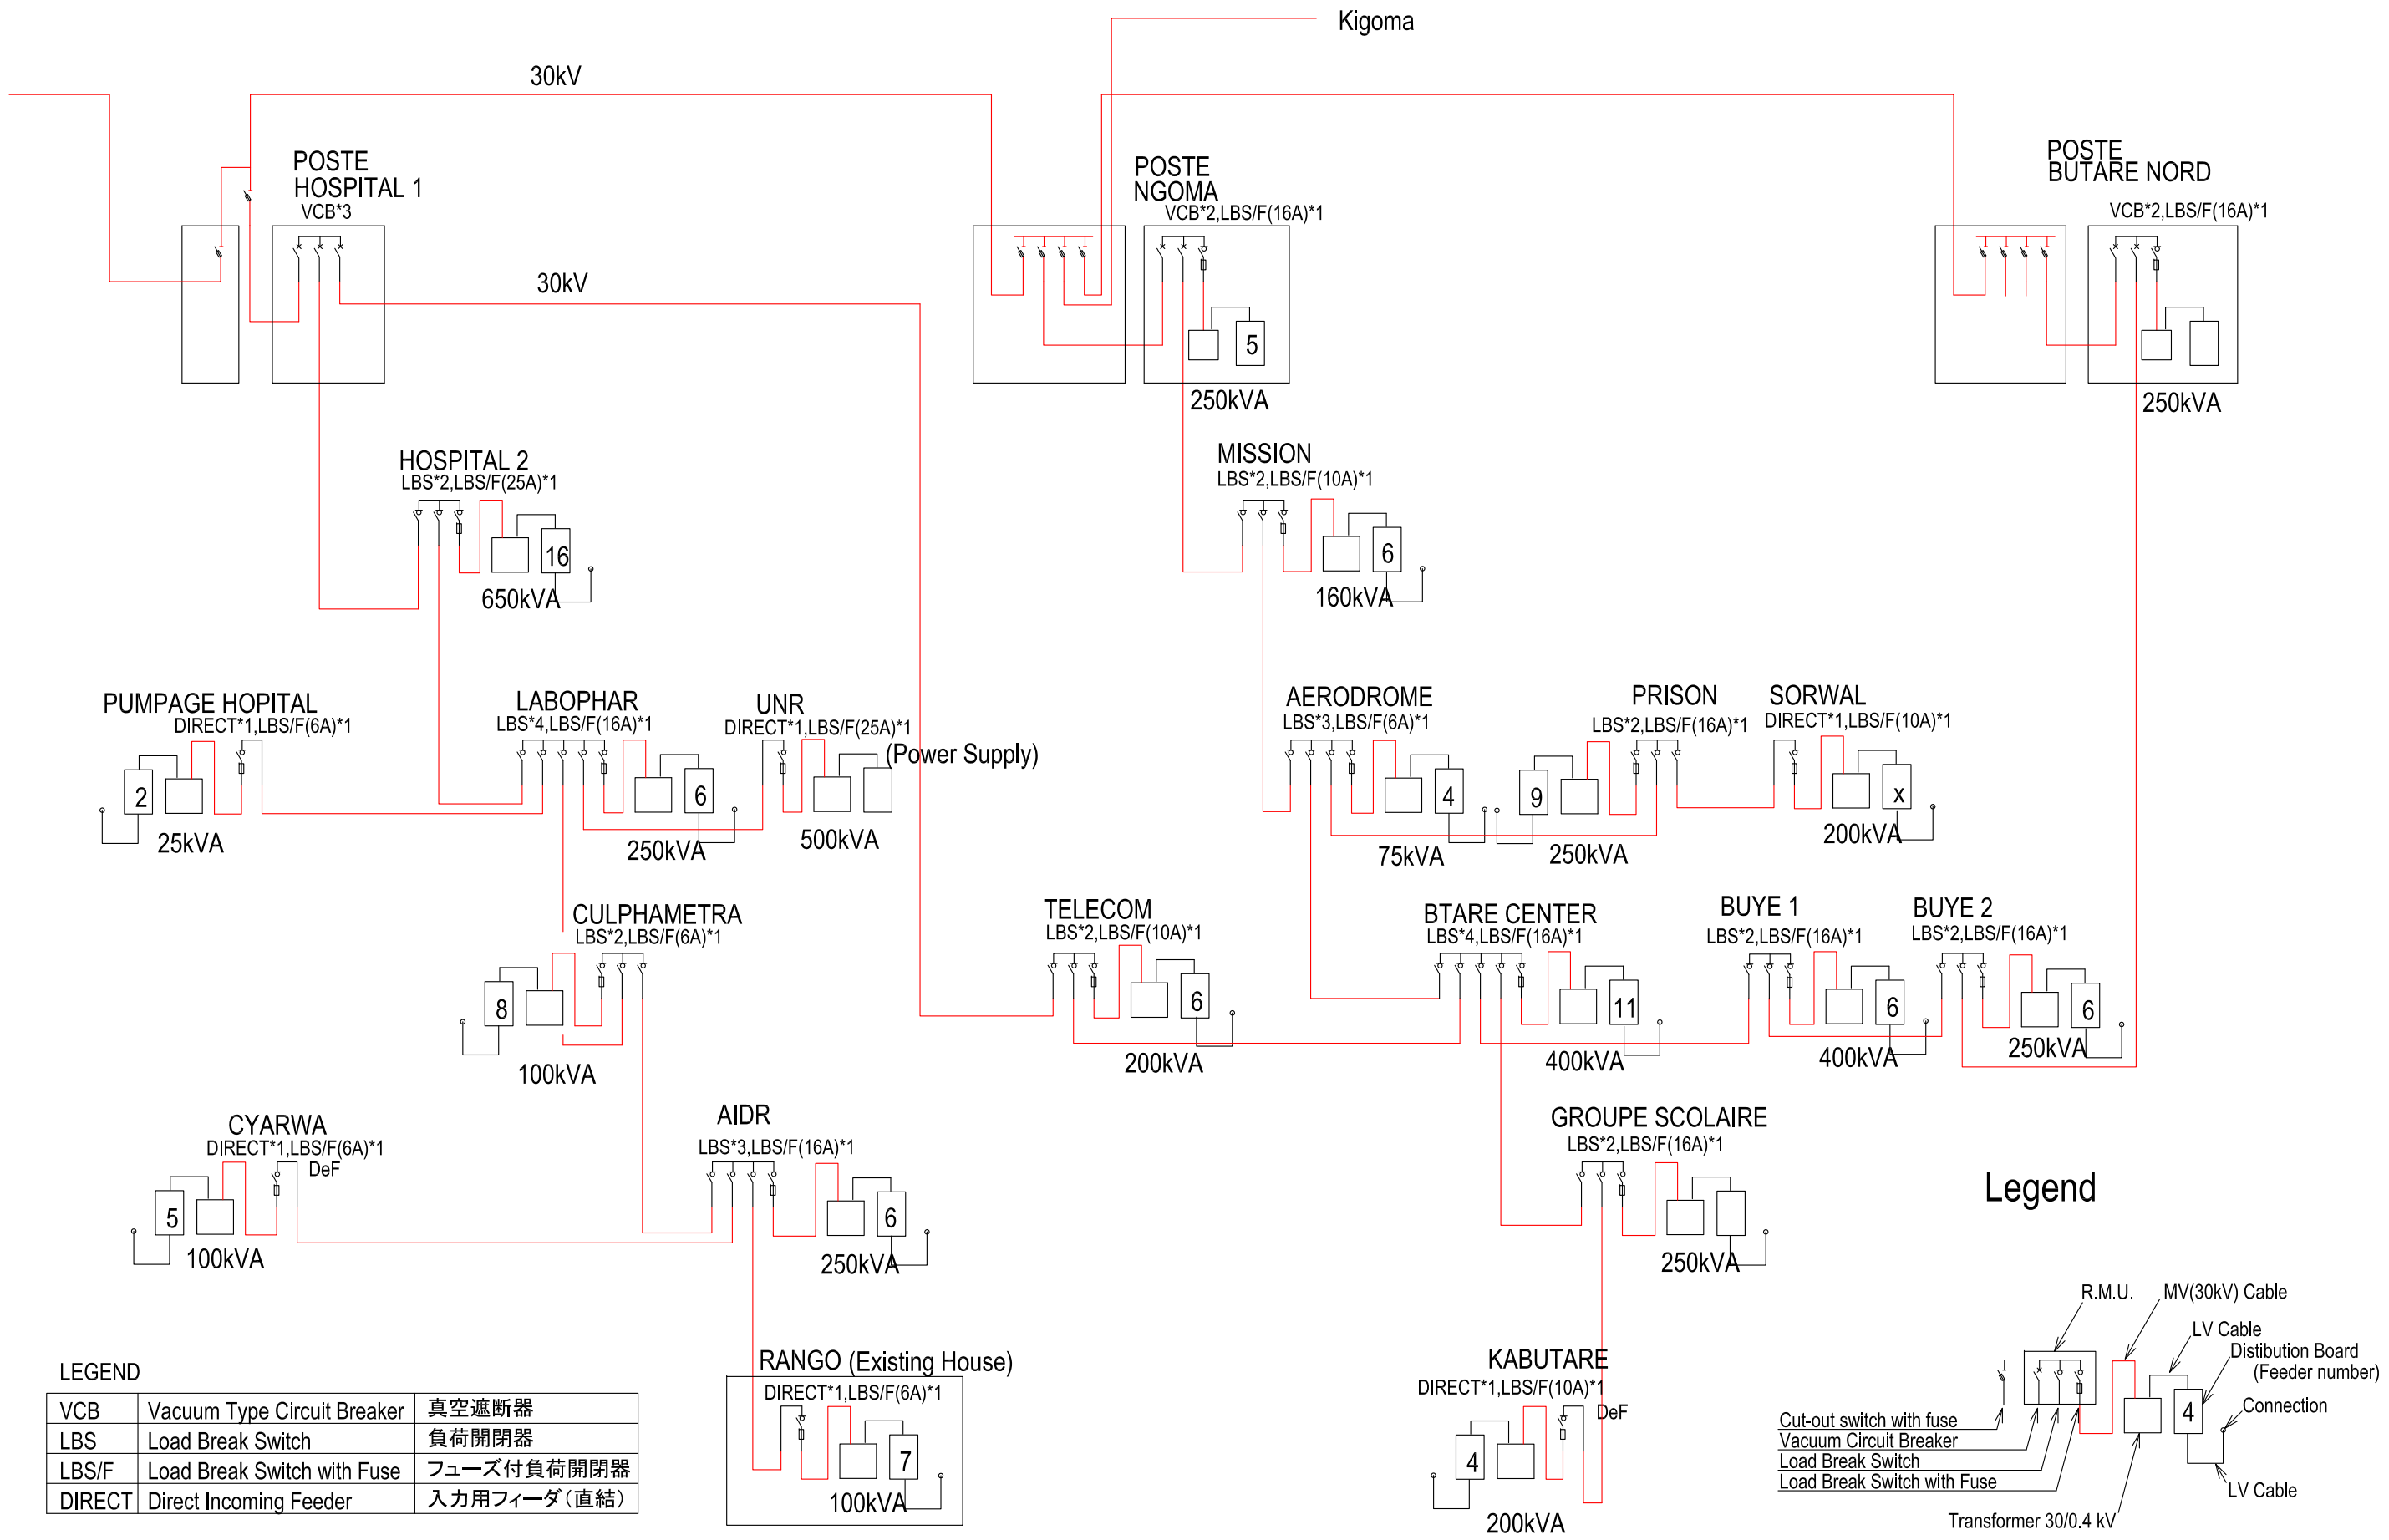 Kigoma
30kV
POSTE
HOSPITAL 1
VCB*3
POSTE
NGOMA
VCB*2,LBS/F(16A)*1
POSTE
BUTARE NORD
VCB*2,LBS/F(16A)*1
30kV
5
250kVA
250kVA
HOSPITAL 2
LBS*2,LBS/F(25A)*1
16
650kVA
MISSION
LBS*2,LBS/F(10A)*1
6
160kVA
PUMPAGE HOPITAL
DIRECT*1,LBS/F(6A)*1
2
25kVA
LABOPHAR
LBS*4,LBS/F(16A)*1
6
250kVA
UNR
DIRECT*1,LBS/F(25A)*1
(Power Supply)
500kVA
AERODROME
LBS*3,LBS/F(6A)*1
4
75kVA
PRISON
LBS*2,LBS/F(16A)*1
9
250kVA
SORWAL
DIRECT*1,LBS/F(10A)*1
x
200kVA
CULPHAMETRA
LBS*2,LBS/F(6A)*1
8
100kVA
TELECOM
LBS*2,LBS/F(10A)*1
6
200kVA
BTARE CENTER
LBS*4,LBS/F(16A)*1
11
400kVA
BUYE 1
LBS*2,LBS/F(16A)*1
6
400kVA
BUYE 2
LBS*2,LBS/F(16A)*1
6
250kVA
CYARWA
DIRECT*1,LBS/F(6A)*1
DeF
5
100kVA
AIDR
LBS*3,LBS/F(16A)*1
6
250kVA
GROUPE SCOLAIRE
LBS*2,LBS/F(16A)*1
250kVA
RANGO (Existing House)
DIRECT*1,LBS/F(6A)*1
7
100kVA
KABUTARE
DIRECT*1,LBS/F(10A)*1
DeF
4
200kVA
LEGEND
VCB Vacuum Type Circuit Breaker 真空遮断器
LBS Load Break Switch 負荷開閉器
LBS/F Load Break Switch with Fuse フューズ付負荷開閉器
DIRECT Direct Incoming Feeder 入力用フィーダ(直結)
Legend
R.M.U.
MV(30kV) Cable
LV Cable
Distibution Board
(Feeder number)
4
Connection
Cut-out switch with fuse
Vacuum Circuit Breaker
Load Break Switch
Load Break Switch with Fuse
LV Cable
Transformer 30/0.4 kV